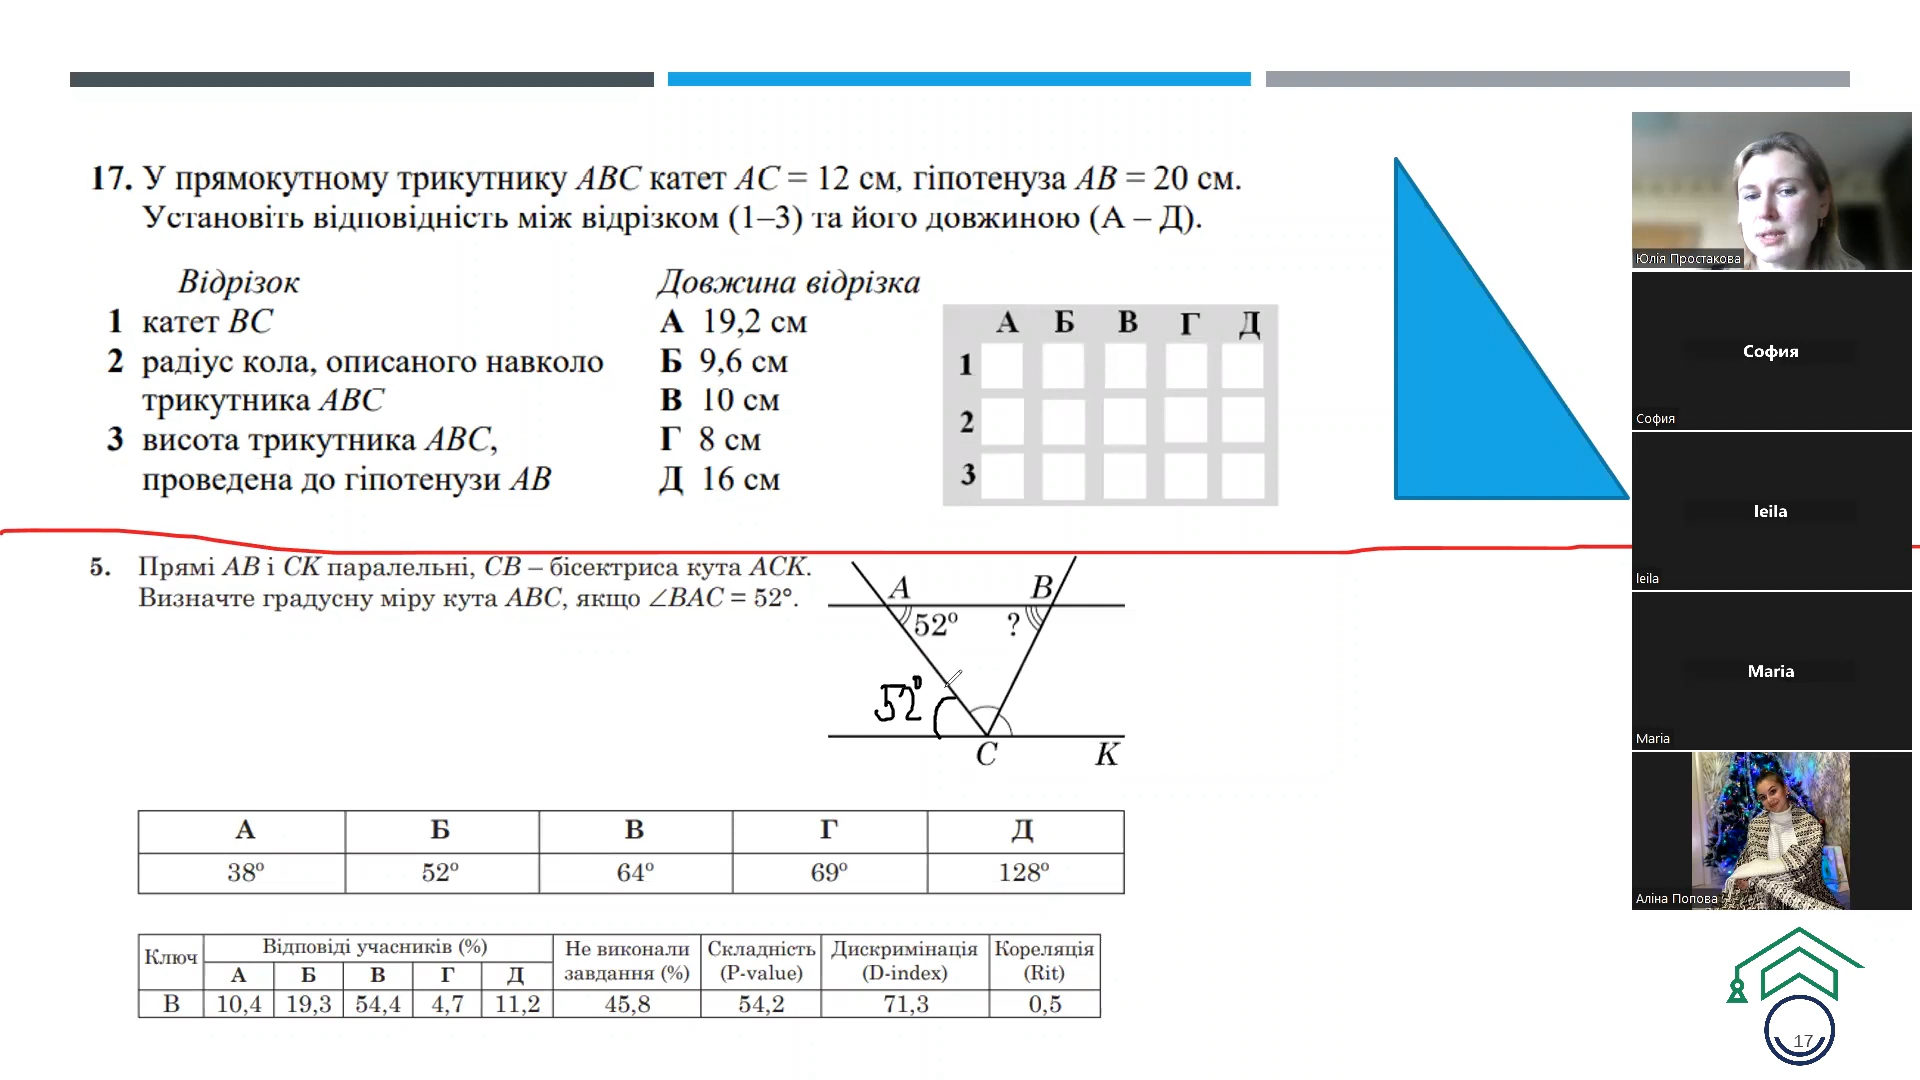 17. У прямокутному трикутнику ABC катет AC = 12 см, гіпотенуза AB = 20 см.
Установіть відповідність між відрізком (1–3) та його довжиною (А – Д).
Відрізок
Довжина відрізка
1 катет BC
А 19,2 см
2 радіус кола, описаного навколо
Б 9,6 см
трикутника ABC
В 10 см
3 висота трикутника ABC,
Г 8 см
проведена до гіпотенузи AB
Д 16 см
А Б В Г Д
1
2
3
5. Прямі AB і CK паралельні, CB – бісектриса кута ACK.
Визначте градусну міру кута ABC, якщо ∠BAC = 52°.
A B
52° ?
52°
C K
А Б В Г Д
38° 52° 64° 69° 128°
Ключ Відповіді учасників (%) Не виконали завдання (%) Складність (P-value) Дискримінація (D-index) Кореляція (Rit)
А Б В Г Д
В 10,4 19,3 54,4 4,7 11,2 45,8 54,2 71,3 0,5
Юлія Простакова
София
София
leila
leila
Maria
Maria
Аліна Попова
17